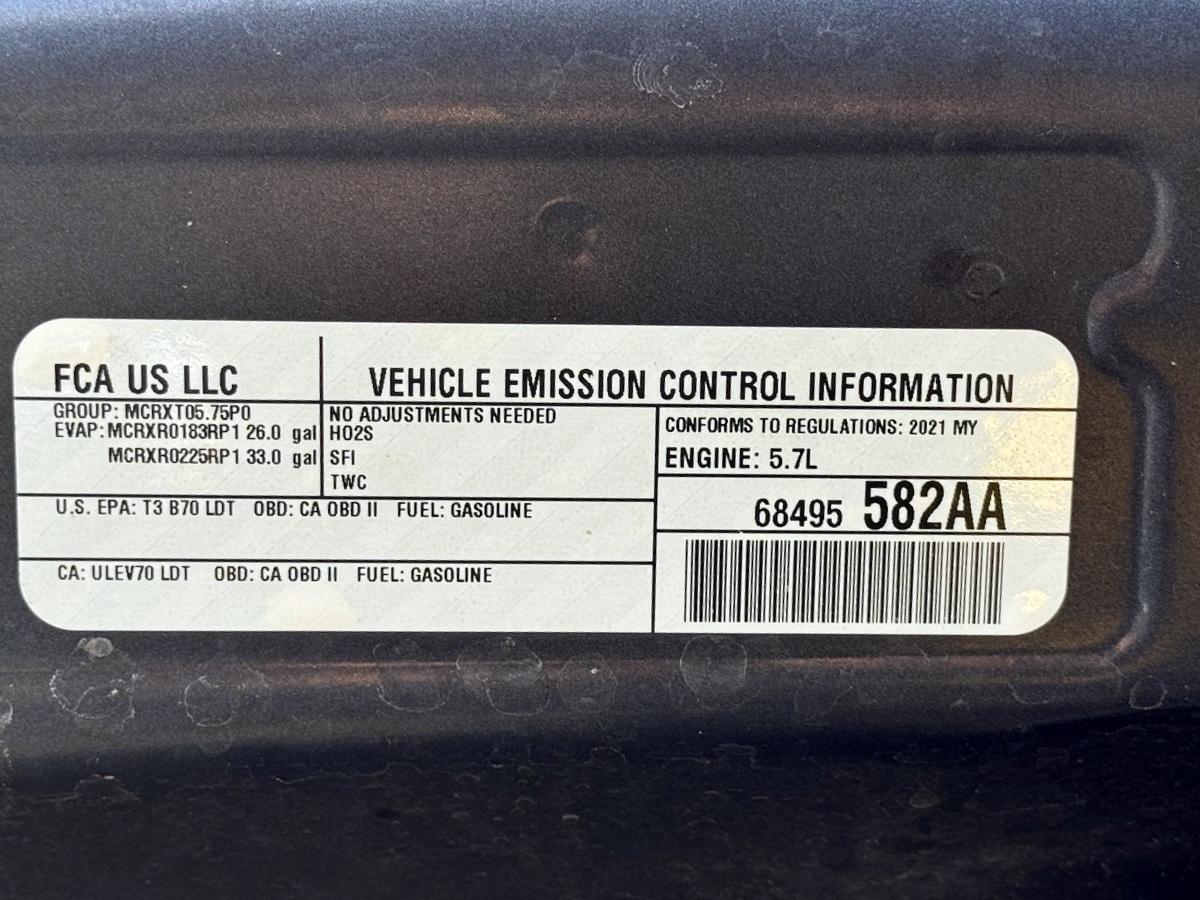 FCA US LLC
VEHICLE EMISSION CONTROL INFORMATION
GROUP: MCRXT05.75P0
EVAP: MCRXR0183RP1 26.0 gal
MCRXR0225RP1 33.0 gal
NO ADJUSTMENTS NEEDED
HO2S
SFI
TWC
CONFORMS TO REGULATIONS: 2021 MY
ENGINE: 5.7L
68495 582AA
U.S. EPA: T3 B70 LDT OBD: CA OBD II FUEL: GASOLINE
CA: ULEV70 LDT OBD: CA OBD II FUEL: GASOLINE